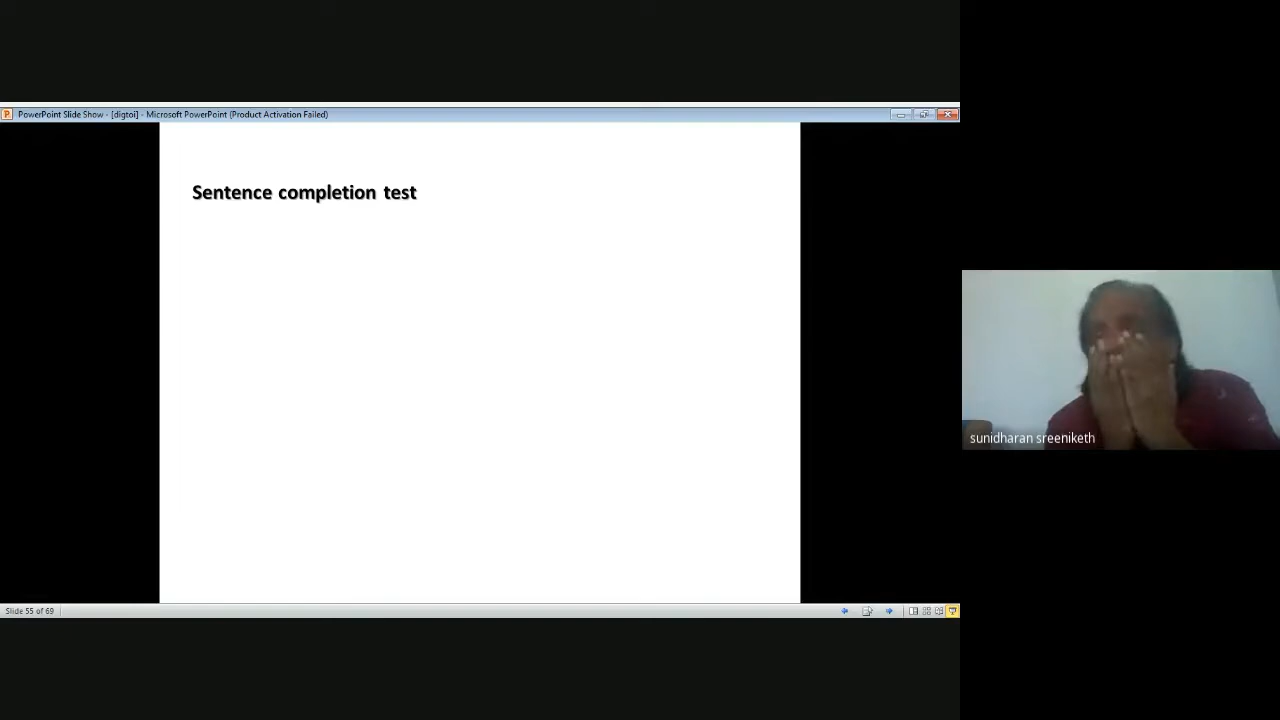 PowerPoint Slide Show - [digtoi] - Microsoft PowerPoint (Product Activation Failed)
Sentence completion test
sunidharan sreeniketh
Slide 55 of 69